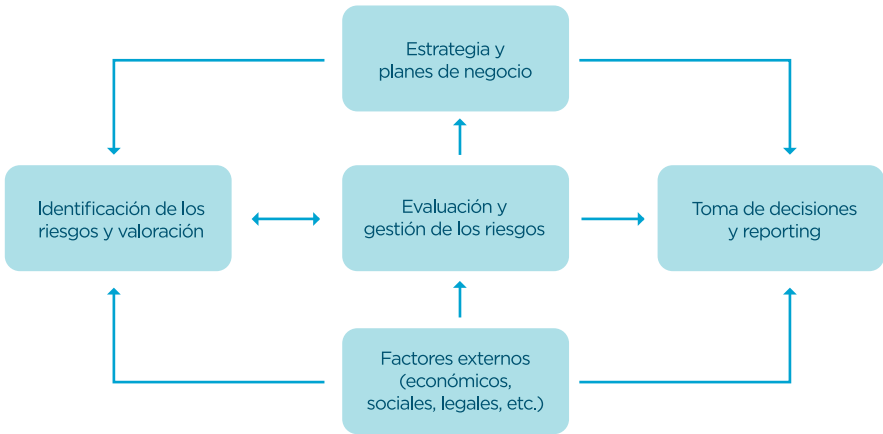 Estrategia y
planes de negocio
Identificación de los
riesgos y valoración
Evaluación y
gestión de los riesgos
Toma de decisiones
y reporting
Factores externos
(económicos,
sociales, legales, etc.)